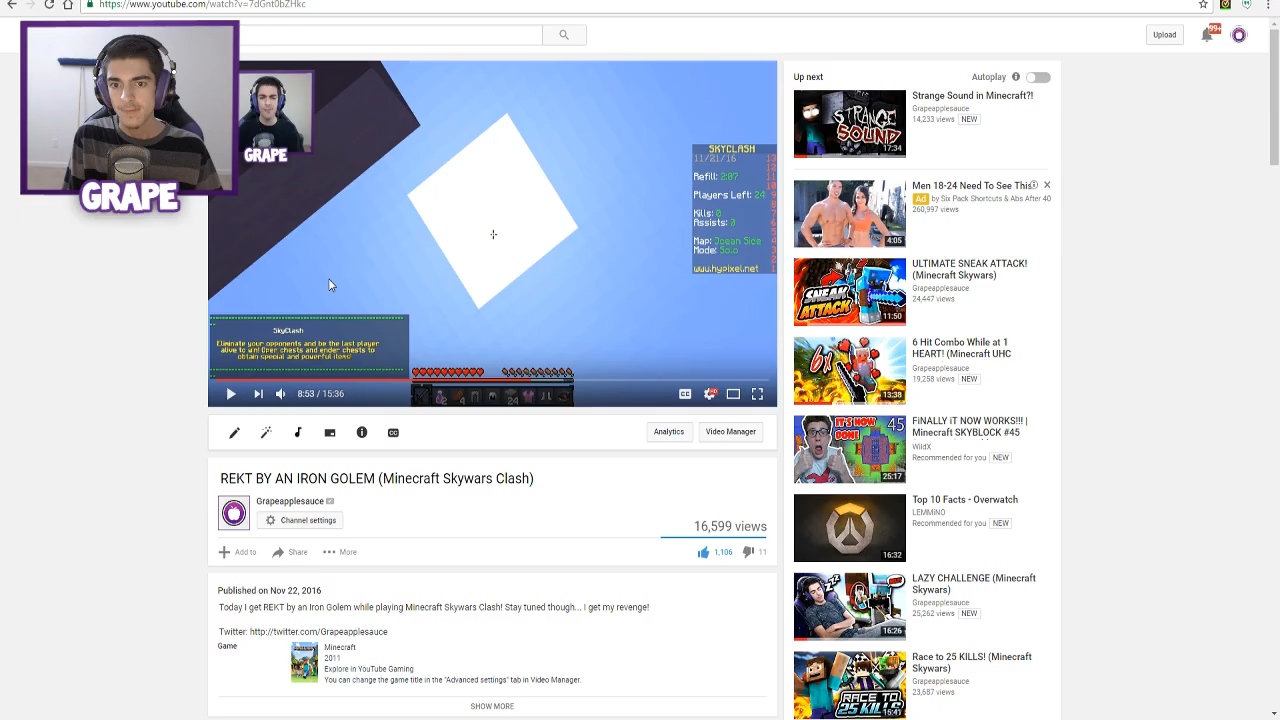 https://www.youtube.com/watch?v=7dGnt0bZHkc
Upload
99+
GRAPE
GRAPE
SKYCLASH
11/21/16
Refill: 2:07
Players Left: 24
Kills: 0
Assists: 0
Map: Ocean Side
Mode: Solo
www.hypixel.net
SkyClash
Eliminate your opponents and be the last player
alive to win! Open chests and ender chests to
obtain special and powerful items!
8:53 / 15:36
CC
HD
Analytics
Video Manager
REKT BY AN IRON GOLEM (Minecraft Skywars Clash)
Grapeapplesauce
Channel settings
16,599 views
Add to
Share
More
1,106
11
Published on Nov 22, 2016
Today I get REKT by an Iron Golem while playing Minecraft Skywars Clash! Stay tuned though... I get my revenge!
Twitter: http://twitter.com/Grapeapplesauce
Game
Minecraft
2011
Explore in YouTube Gaming
You can change the game title in the "Advanced settings" tab in Video Manager.
SHOW MORE
Up next
Autoplay
STRANGE SOUND
17:34
Strange Sound in Minecraft?!
Grapeapplesauce
14,233 views NEW
4:05
Men 18-24 Need To See This
Ad by Six Pack Shortcuts & Abs After 40
260,997 views
SNEAK ATTACK!
11:50
ULTIMATE SNEAK ATTACK!
(Minecraft Skywars)
Grapeapplesauce
24,447 views
6x
13:38
6 Hit Combo While at 1
HEART! (Minecraft UHC
Grapeapplesauce
19,258 views NEW
IT'S NOW DONE!
45
25:17
FiNALLY iT NOW WORKS!!! |
Minecraft SKYBLOCK #45
WildX
Recommended for you NEW
16:32
Top 10 Facts - Overwatch
LEMMiNO
Recommended for you NEW
16:26
LAZY CHALLENGE (Minecraft
Skywars)
Grapeapplesauce
25,262 views NEW
RACE TO
25 KILLS!
16:41
Race to 25 KILLS! (Minecraft
Skywars)
Grapeapplesauce
23,687 views